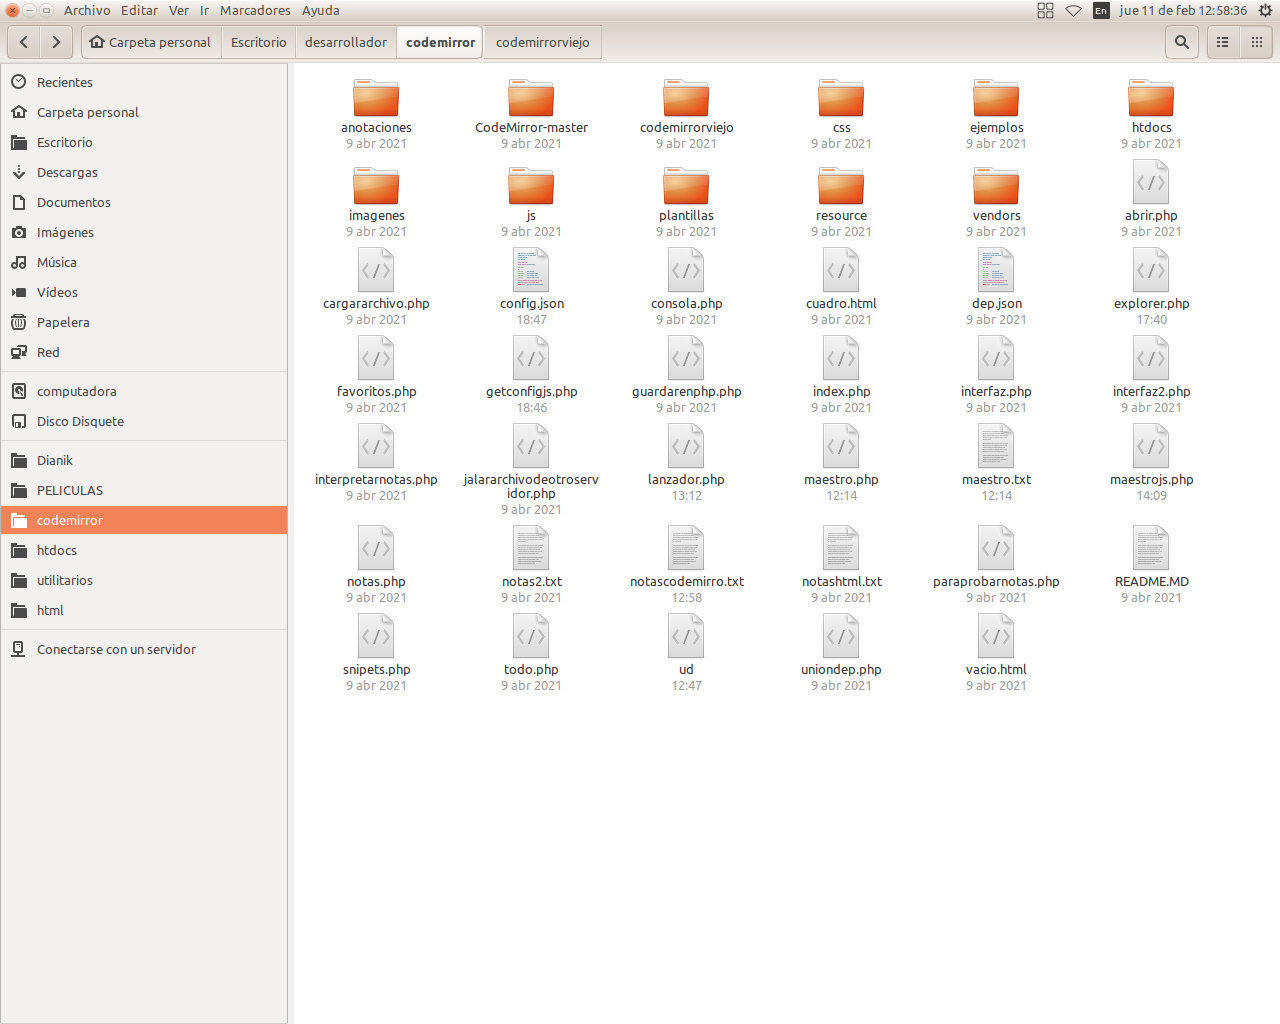 Archivo Editar Ver Ir Marcadores Ayuda
En jue 11 de feb 12:58:36
Carpeta personal Escritorio desarrollador codemirror codemirrorviejo
Recientes
Carpeta personal
Escritorio
Descargas
Documentos
Imágenes
Música
Vídeos
Papelera
Red
computadora
Disco Disquete
Dianik
PELICULAS
codemirror
htdocs
utilitarios
html
Conectarse con un servidor
anotaciones CodeMirror-master codemirrorviejo css ejemplos htdocs
9 abr 2021 9 abr 2021 9 abr 2021 9 abr 2021 9 abr 2021 9 abr 2021
imagenes js plantillas resource vendors abrir.php
9 abr 2021 9 abr 2021 9 abr 2021 9 abr 2021 9 abr 2021 9 abr 2021
cargararchivo.php config.json consola.php cuadro.html dep.json explorer.php
9 abr 2021 18:47 9 abr 2021 9 abr 2021 9 abr 2021 17:40
favoritos.php getconfigjs.php guardarenphp.php index.php interfaz.php interfaz2.php
9 abr 2021 18:46 9 abr 2021 9 abr 2021 9 abr 2021 9 abr 2021
interpretarnotas.php jalararchivodeotroserv lanzador.php maestro.php maestro.txt maestrojs.php
9 abr 2021 idor.php 13:12 12:14 12:14 14:09
9 abr 2021
notas.php notas2.txt notascodemirro.txt notashtml.txt paraprobarnotas.php README.MD
9 abr 2021 9 abr 2021 12:58 9 abr 2021 9 abr 2021 9 abr 2021
snipets.php todo.php ud uniondep.php vacio.html
9 abr 2021 9 abr 2021 12:47 9 abr 2021 9 abr 2021